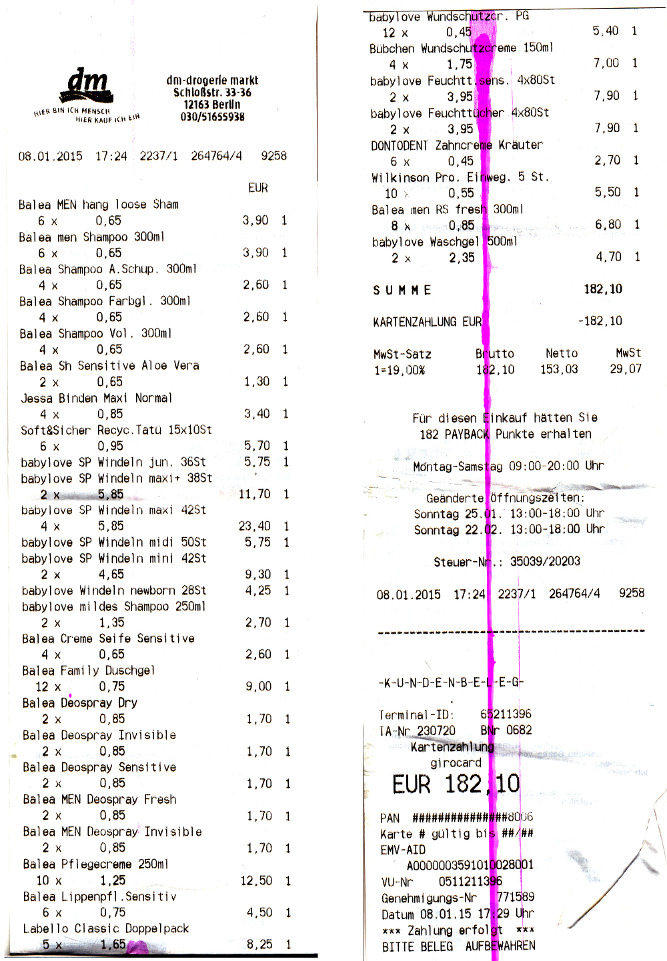 dm
HIER BIN ICH MENSCH
HIER KAUF ICH EIN
dm-drogerie markt
Schloßstr. 33-36
12163 Berlin
030/51655938
08.01.2015 17:24 2237/1 264764/4 9258
EUR
Balea MEN hang loose Sham
6 x 0,65 3,90 1
Balea men Shampoo 300ml
6 x 0,65 3,90 1
Balea Shampoo A.Schup. 300ml
4 x 0,65 2,60 1
Balea Shampoo Farbgl. 300ml
4 x 0,65 2,60 1
Balea Shampoo Vol. 300ml
4 x 0,65 2,60 1
Balea Sh Sensitive Aloe Vera
2 x 0,65 1,30 1
Jessa Binden Maxi Normal
4 x 0,85 3,40 1
Soft&Sicher Recyc.Tatu 15x10St
6 x 0,95 5,70 1
babylove SP Windeln jun. 36St 5,75 1
babylove SP Windeln maxi+ 38St
2 x 5,85 11,70 1
babylove SP Windeln maxi 42St
4 x 5,85 23,40 1
babylove SP Windeln midi 50St 5,75 1
babylove SP Windeln mini 42St
2 x 4,65 9,30 1
babylove Windeln newborn 28St 4,25 1
babylove mildes Shampoo 250ml
2 x 1,35 2,70 1
Balea Creme Seife Sensitive
4 x 0,65 2,60 1
Balea Family Duschgel
12 x 0,75 9,00 1
Balea Deospray Dry
2 x 0,85 1,70 1
Balea Deospray Invisible
2 x 0,85 1,70 1
Balea Deospray Sensitive
2 x 0,85 1,70 1
Balea MEN Deospray Fresh
2 x 0,85 1,70 1
Balea MEN Deospray Invisible
2 x 0,85 1,70 1
Balea Pflegecreme 250ml
10 x 1,25 12,50 1
Balea Lippenpfl.Sensitiv
6 x 0,75 4,50 1
Labello Classic Doppelpack
5 x 1,65 8,25 1
babylove Wundschutzcr. PG
12 x 0,45 5,40 1
Bübchen Wundschutzcreme 150ml
4 x 1,75 7,00 1
babylove Feuchtt.sens. 4x80St
2 x 3,95 7,90 1
babylove Feuchttücher 4x80St
2 x 3,95 7,90 1
DONTODENT Zahncreme Kräuter
6 x 0,45 2,70 1
Wilkinson Pro. Einweg. 5 St.
10 x 0,55 5,50 1
Balea men RS fresh 300ml
8 x 0,85 6,80 1
babylove Waschgel 500ml
2 x 2,35 4,70 1
SUMME 182,10
KARTENZAHLUNG EUR -182,10
MwSt-Satz Brutto Netto MwSt
1=19,00% 182,10 153,03 29,07
Für diesen Einkauf hätten Sie
182 PAYBACK Punkte erhalten
Montag-Samstag 09:00-20:00 Uhr
Geänderte Öffnungszeiten:
Sonntag 25.01. 13:00-18:00 Uhr
Sonntag 22.02. 13:00-18:00 Uhr
Steuer-Nr.: 35039/20203
08.01.2015 17:24 2237/1 264764/4 9258
-K-U-N-D-E-N-B-E-L-E-G-
Terminal-ID: 65211396
TA-Nr 230720 BNr 0682
Kartenzahlung
girocard
EUR 182,10
PAN ###############8006
Karte # gültig bis ##/##
EMV-AID
A0000003591010028001
VU-Nr 0511211396
Genehmigungs-Nr 771589
Datum 08.01.15 17:29 Uhr
*** Zahlung erfolgt ***
BITTE BELEG AUFBEWAHREN